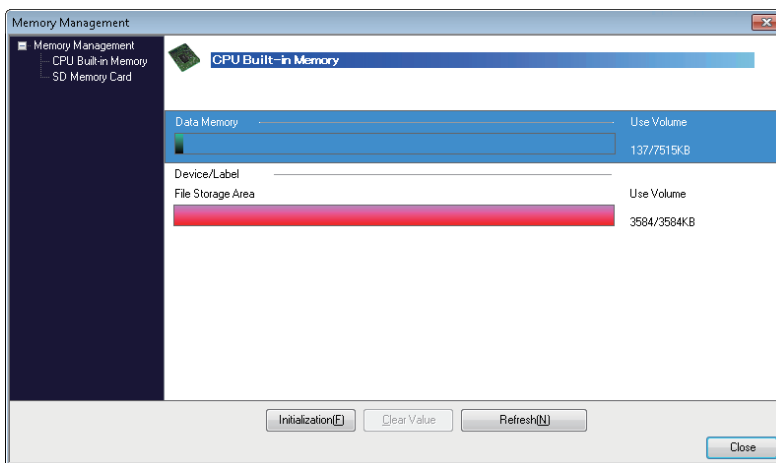 Memory Management
Memory Management
CPU Built-in Memory
SD Memory Card
CPU Built-in Memory
Data Memory Use Volume
137/7515KB
Device/Label
File Storage Area Use Volume
3584/3584KB
Initialization(F) Clear Value Refresh(N)
Close